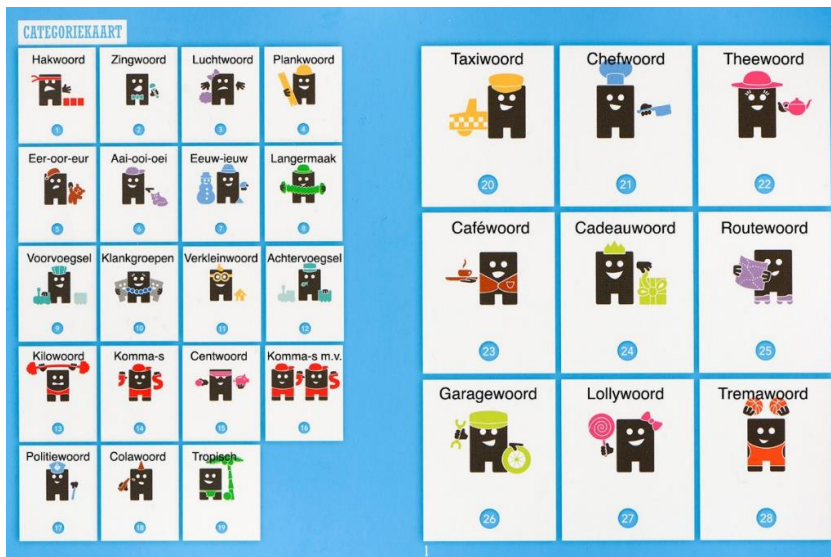 CATEGORIEKAART
Hakwoord
1
Zingwoord
2
Luchtwoord
3
Plankwoord
4
Eer-oor-eur
5
Aai-ooi-oei
6
Eeuw-ieuw
7
Langermaak
8
Voorvoegsel
9
Klankgroepen
10
Verkleinwoord
11
Achtervoegsel
12
Kilowoord
13
Komma-s
14
Centwoord
15
Komma-s m.v.
16
Politiewoord
17
Colawoord
18
Tropisch
19
Taxiwoord
20
Chefwoord
21
Theewoord
22
Caféwoord
23
Cadeauwoord
24
Routewoord
25
Garagewoord
26
Lollywoord
27
Tremawoord
28
1